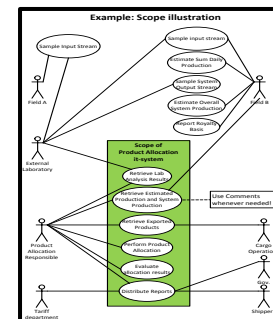 Example: Scope illustration
Sample Input Stream
Sample input stream
Estimate Sum Daily
Production
Sample System
Output Stream
Field A
Field B
Estimate Overall
System Production
Report Royalty
Basis
External
Laboratory
Scope of
Product Allocation
it-system
Retrieve Lab
Analysis Results
Retrieve Estimated
Production and System
Production
Use Comments
whenever needed!
Retrieve Exported
Products
Product
Allocation
Responsible
Cargo
Operation
Perform Product
Allocation
Evaluate
allocation results
Gov.
Distribute Reports
Tariff
department
Shipper